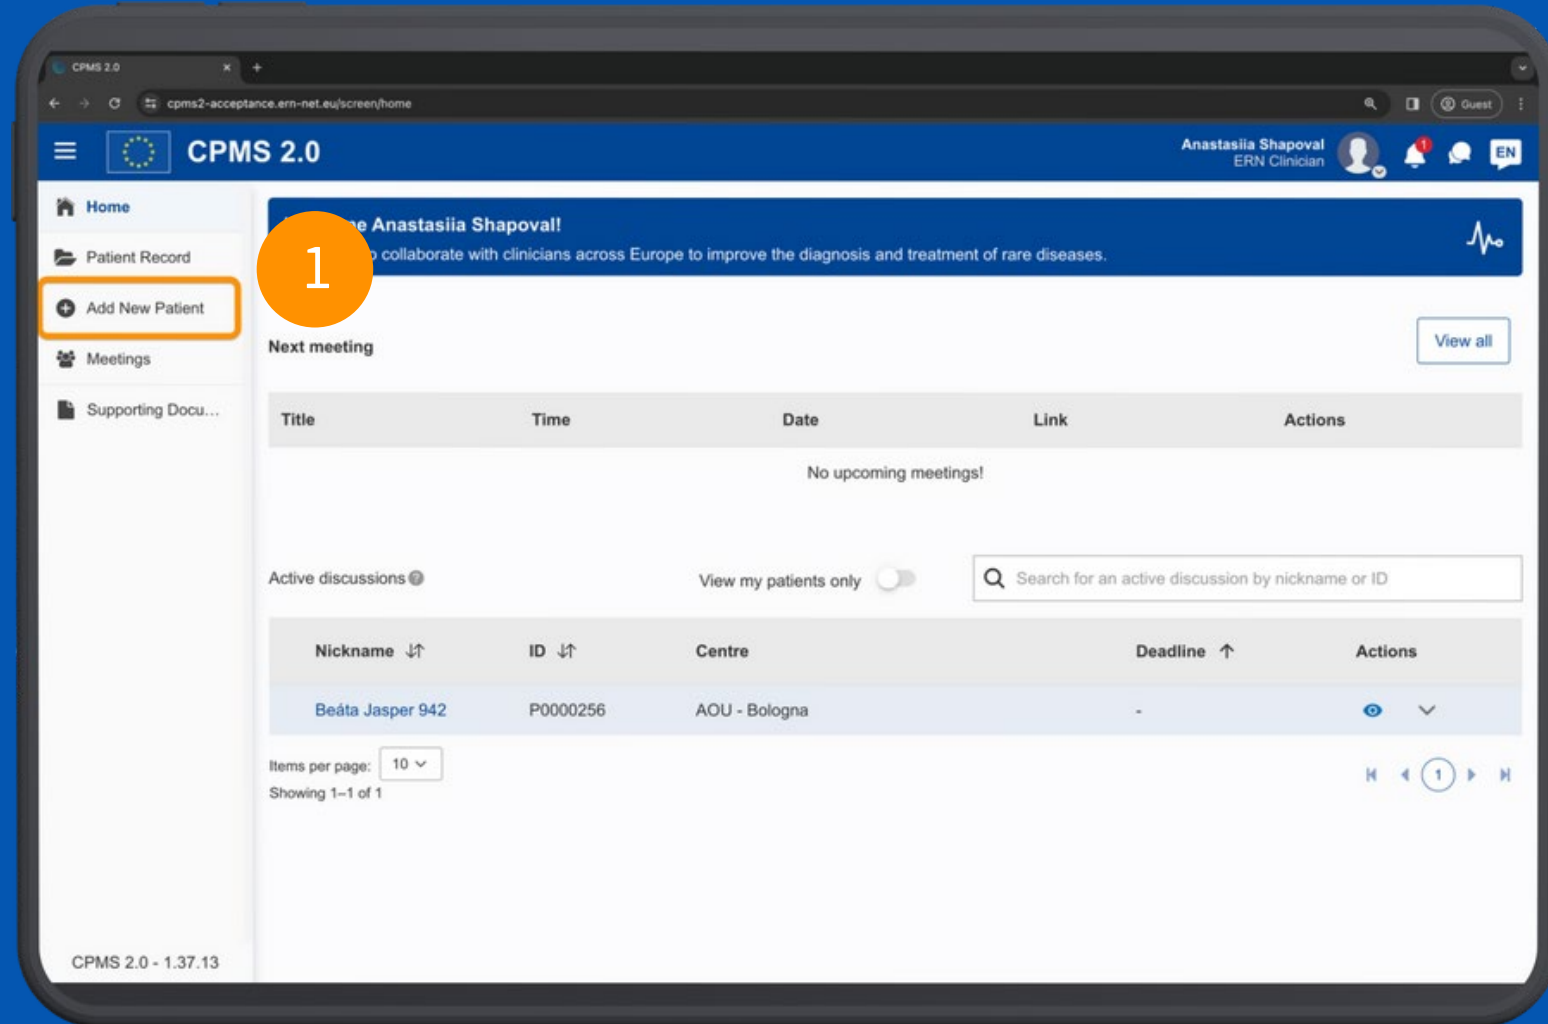 CPMS 2.0
cpms2-acceptance.ern-net.eu/screen/home
Guest
CPMS 2.0
Anastasiia Shapoval
ERN Clinician
1
EN
Home
Patient Record
Add New Patient
Meetings
Supporting Docu...
CPMS 2.0 - 1.37.13
1
Anastasiia Shapoval!
collaborate with clinicians across Europe to improve the diagnosis and treatment of rare diseases.
Next meeting
View all
Title Time Date Link Actions
No upcoming meetings!
Active discussions
View my patients only
Search for an active discussion by nickname or ID
Nickname ID Centre Deadline Actions
Beáta Jasper 942 P0000256 AOU - Bologna -
Items per page: 10
Showing 1–1 of 1
1